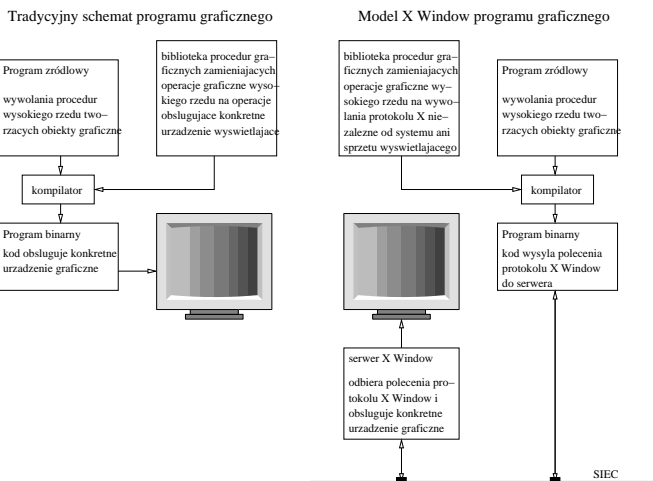 Tradycyjny schemat programu graficznego
Program zródlowy
wywolania procedur
wysokiego rzedu two–
rzacych obiekty graficzne
biblioteka procedur gra–
ficznych zamieniajacych
operacje graficzne wyso–
kiego rzedu na operacje
obslugujace konkretne
urzadzenie wyswietlajace
kompilator
Program binarny
kod obsluguje konkretne
urzadzenie graficzne
Model X Window programu graficznego
biblioteka procedur gra–
ficznych zamieniajacych
operacje graficzne wy–
sokiego rzedu na wywo–
lania protokolu X nie–
zalezne od systemu ani
sprzetu wyswietlajacego
Program zródlowy
wywolania procedur
wysokiego rzedu two–
rzacych obiekty graficzne
kompilator
Program binarny
kod wysyla polecenia
protokolu X Window
do serwera
serwer X Window
odbiera polecenia pro–
tokolu X Window i
obsluguje konkretne
urzadzenie graficzne
SIEC